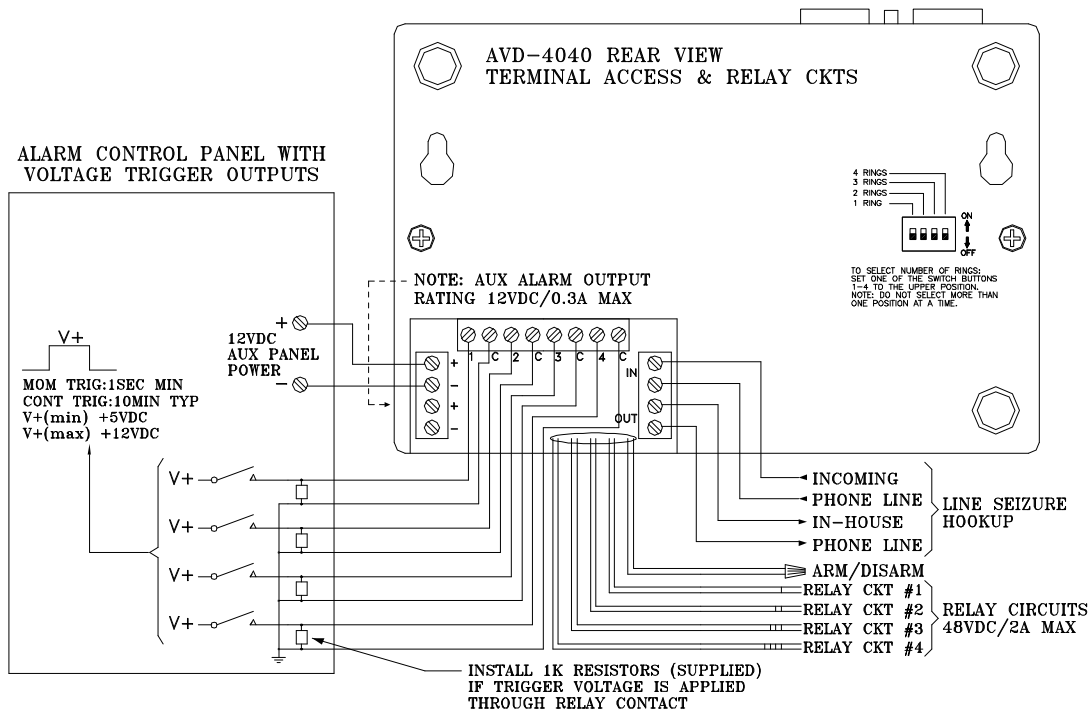 AVD-4040 REAR VIEW
TERMINAL ACCESS & RELAY CKTS
ALARM CONTROL PANEL WITH
VOLTAGE TRIGGER OUTPUTS
4 RINGS
3 RINGS
2 RINGS
1 RING
ON
OFF
TO SELECT NUMBER OF RINGS:
SET ONE OF THE SWITCH BUTTONS
1-4 TO THE UPPER POSITION.
NOTE: DO NOT SELECT MORE THAN
ONE POSITION AT A TIME.
NOTE: AUX ALARM OUTPUT
RATING 12VDC/0.3A MAX
+
12VDC
AUX PANEL
POWER
-
V+
MOM TRIG:1SEC MIN
CONT TRIG:10MIN TYP
V+(min) +5VDC
V+(max) +12VDC
1 C 2 C 3 C 4 C
+
-
+
-
IN
OUT
V+
V+
V+
V+
INCOMING
PHONE LINE
IN-HOUSE
PHONE LINE
LINE SEIZURE
HOOKUP
ARM/DISARM
RELAY CKT #1
RELAY CKT #2
RELAY CKT #3
RELAY CKT #4
RELAY CIRCUITS
48VDC/2A MAX
INSTALL 1K RESISTORS (SUPPLIED)
IF TRIGGER VOLTAGE IS APPLIED
THROUGH RELAY CONTACT